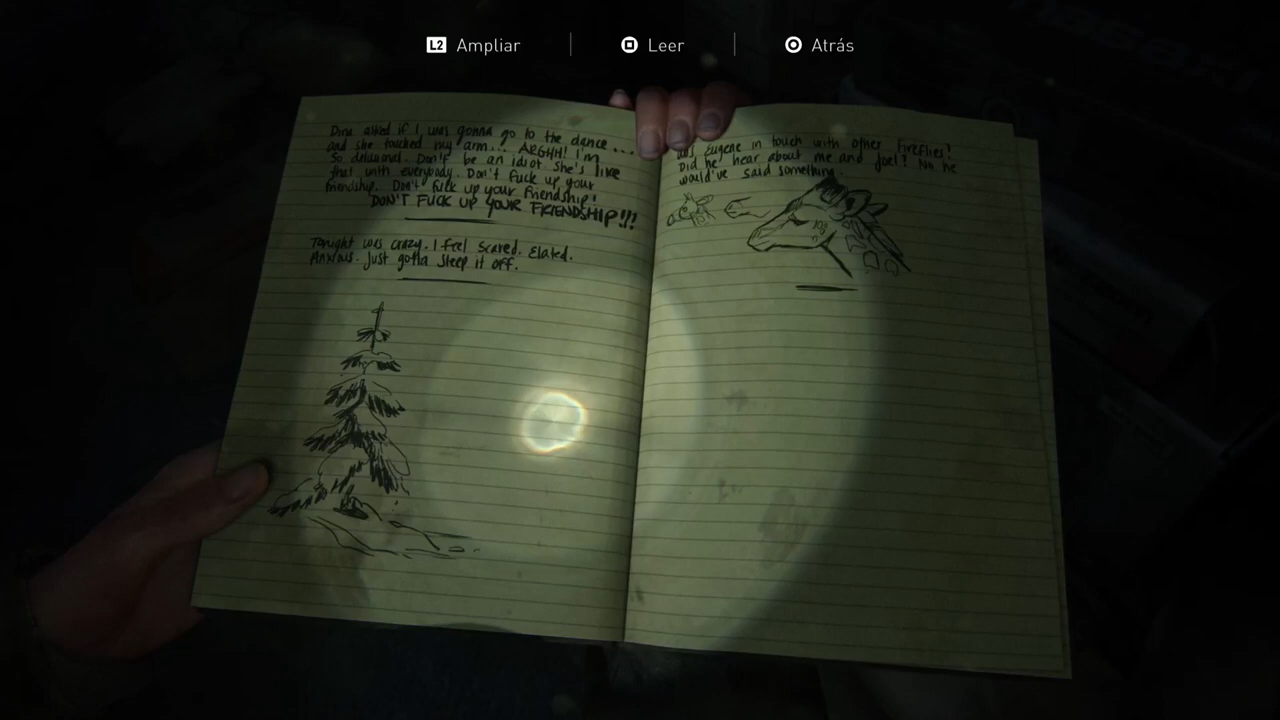 L2 Ampliar
Leer
Atrás
Dina asked if I was gonna go to the dance...
and she touched my arm... ARGHH! I'm
so delusional. Don't be an idiot she's like
that with everybody. Don't fuck up your
friendship. Don't fuck up your friendship!
DON'T FUCK UP YOUR FRIENDSHIP!!!
Tonight was crazy. I feel scared. Elated.
Anxious. Just gotta sleep it off.
Was Eugene in touch with other Fireflies?
Did he hear about me and Joel? No he
would've said something.